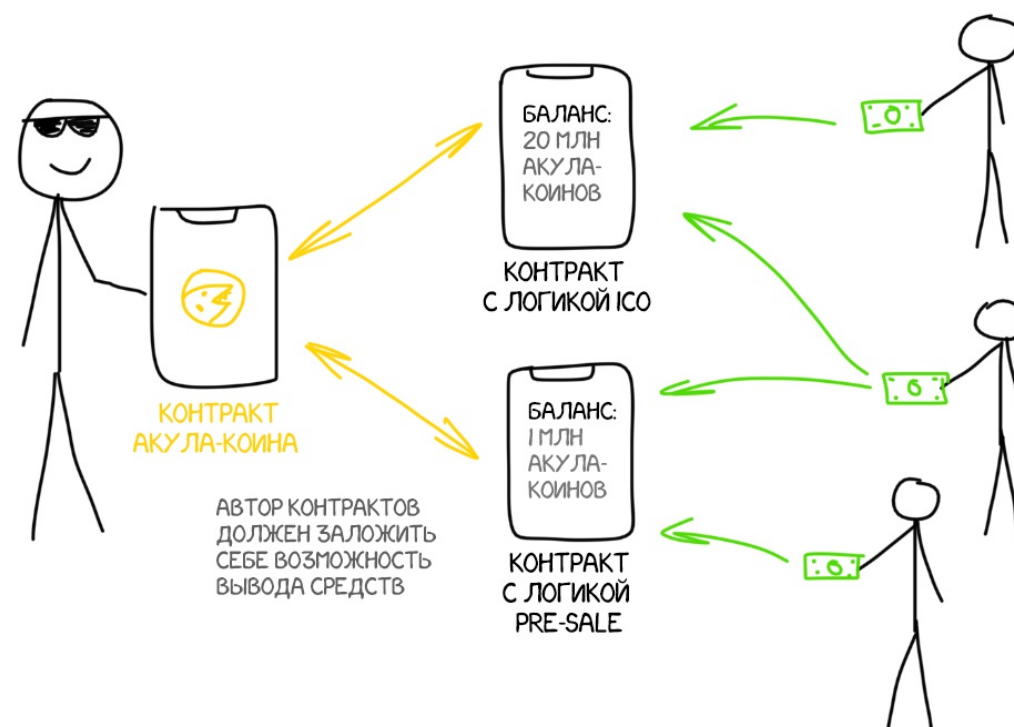 БАЛАНС:
20 МЛН
АКУЛА-
КОИНОВ
КОНТРАКТ
С ЛОГИКОЙ ICO
КОНТРАКТ
АКУЛА-КОИНА
БАЛАНС:
1 МЛН
АКУЛА-
КОИНОВ
АВТОР КОНТРАКТОВ
ДОЛЖЕН ЗАЛОЖИТЬ
СЕБЕ ВОЗМОЖНОСТЬ
ВЫВОДА СРЕДСТВ
КОНТРАКТ
С ЛОГИКОЙ
PRE-SALE